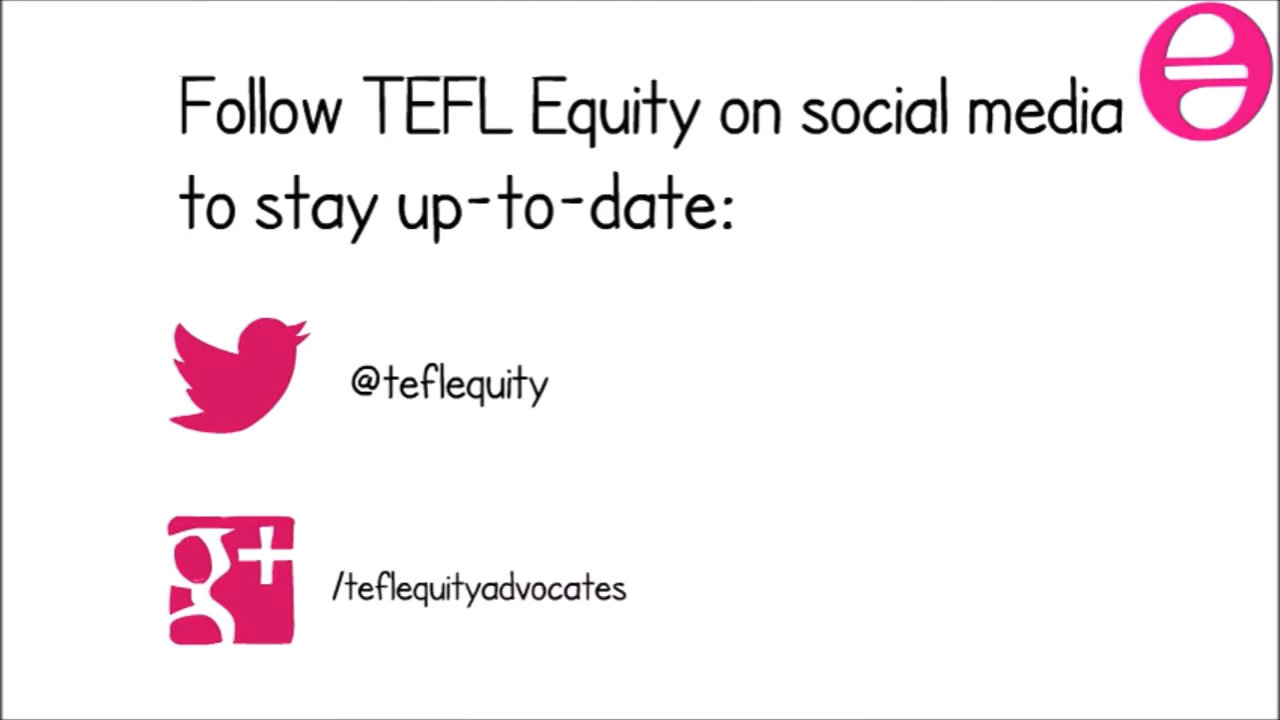 Follow TEFL Equity on social media
to stay up-to-date:
@teflequity
g+
/teflequityadvocates